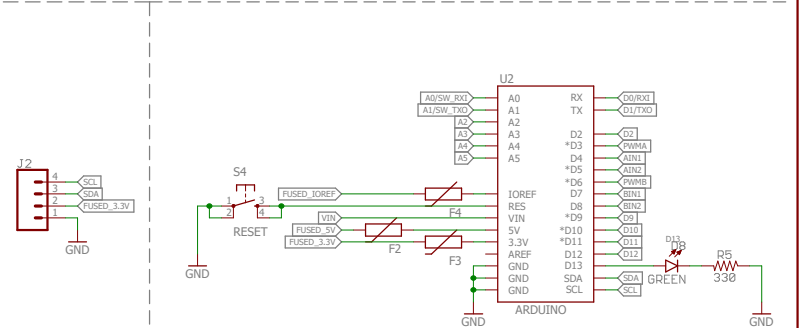 J2
4
3
2
1
SCL
SDA
FUSED_3.3V
GND
S4
1
2
3
4
RESET
GND
FUSED_IOREF
VIN
FUSED_5V
FUSED_3.3V
F4
F2
F3
U2
A0/SW_RXI
A1/SW_TXO
A2
A3
A4
A5
A0
A1
A2
A3
A4
A5
IOREF
RES
VIN
5V
3.3V
AREF
GND
GND
GND
RX
TX
D2
*D3
D4
*D5
*D6
D7
D8
*D9
*D10
*D11
D12
D13
SDA
SCL
ARDUINO
GND
D0/RXI
D1/TXO
D2
PWMA
AIN1
AIN2
PWMB
BIN1
BIN2
D9
D10
D11
D12
SDA
SCL
D13
D8
GREEN
R5
330
GND